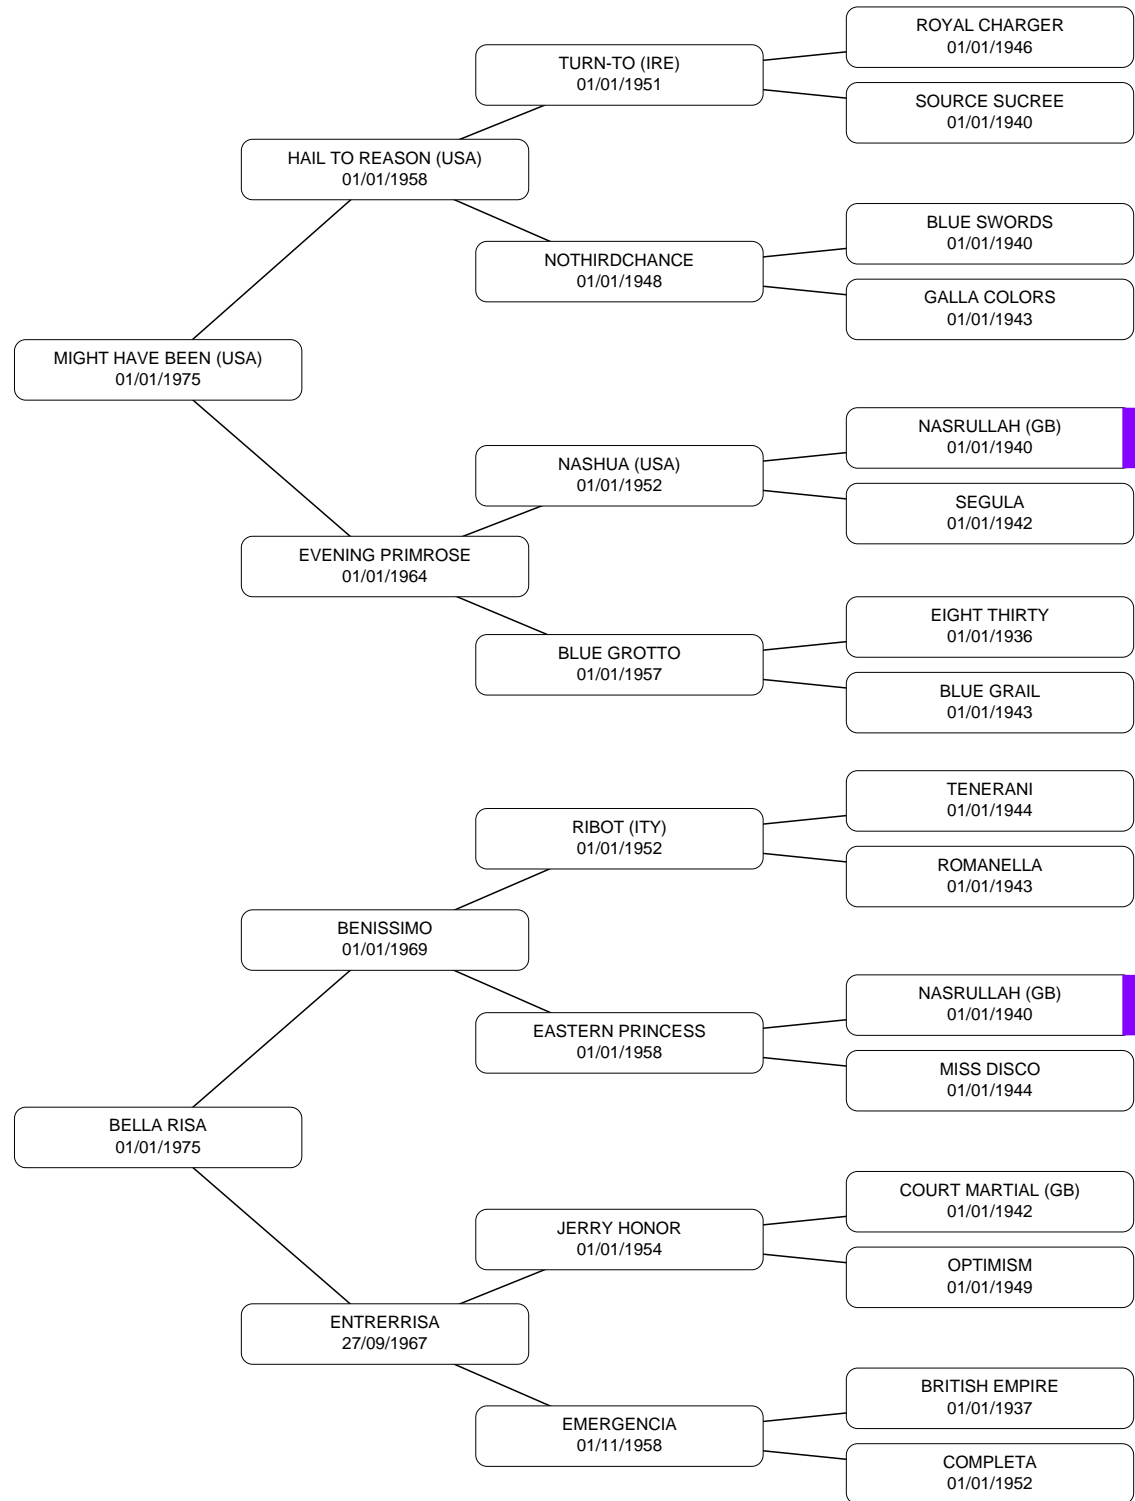 ROYAL CHARGER
01/01/1946
TURN-TO (IRE)
01/01/1951
SOURCE SUCREE
01/01/1940
HAIL TO REASON (USA)
01/01/1958
BLUE SWORDS
01/01/1940
NOTHIRDCHANCE
01/01/1948
GALLA COLORS
01/01/1943
MIGHT HAVE BEEN (USA)
01/01/1975
NASRULLAH (GB)
01/01/1940
NASHUA (USA)
01/01/1952
SEGULA
01/01/1942
EVENING PRIMROSE
01/01/1964
EIGHT THIRTY
01/01/1936
BLUE GROTTO
01/01/1957
BLUE GRAIL
01/01/1943
TENERANI
01/01/1944
RIBOT (ITY)
01/01/1952
ROMANELLA
01/01/1943
BENISSIMO
01/01/1969
NASRULLAH (GB)
01/01/1940
EASTERN PRINCESS
01/01/1958
MISS DISCO
01/01/1944
BELLA RISA
01/01/1975
COURT MARTIAL (GB)
01/01/1942
JERRY HONOR
01/01/1954
OPTIMISM
01/01/1949
ENTRERRISA
27/09/1967
BRITISH EMPIRE
01/01/1937
EMERGENCIA
01/11/1958
COMPLETA
01/01/1952